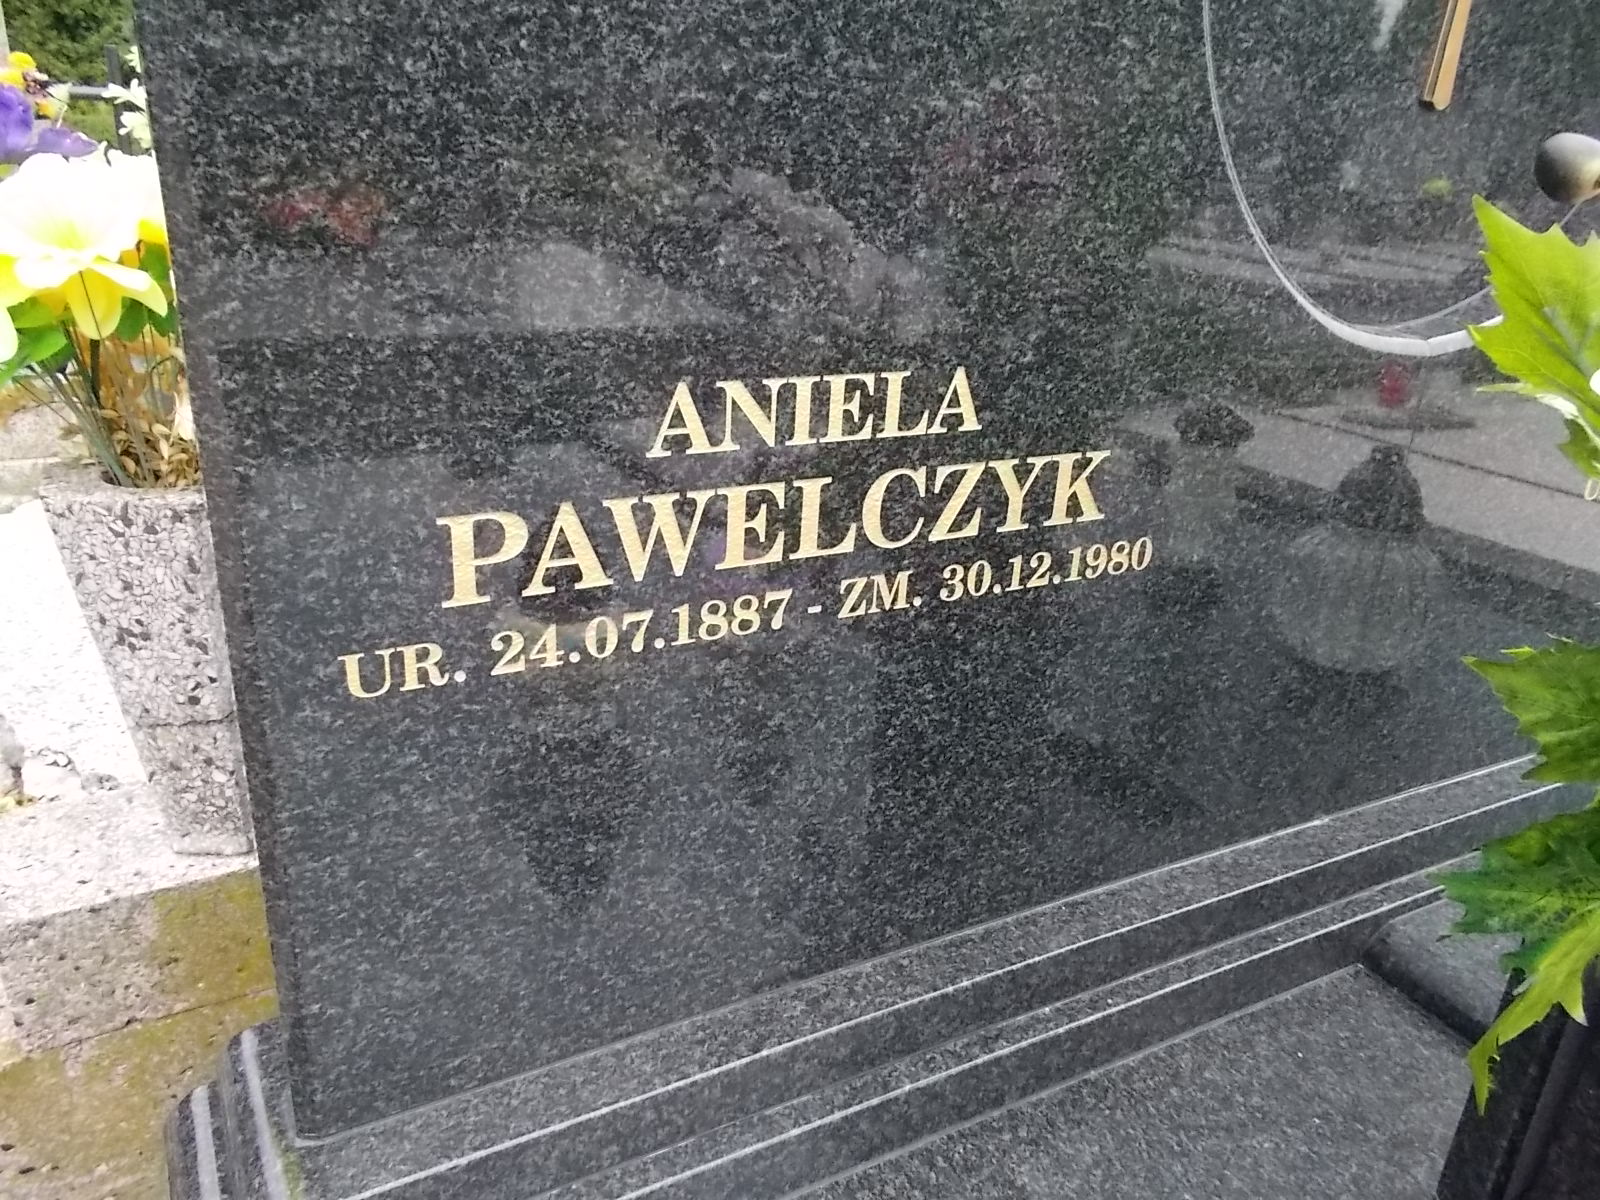 ANIELA
PAWELCZYK
UR. 24.07.1887 - ZM. 30.12.1980